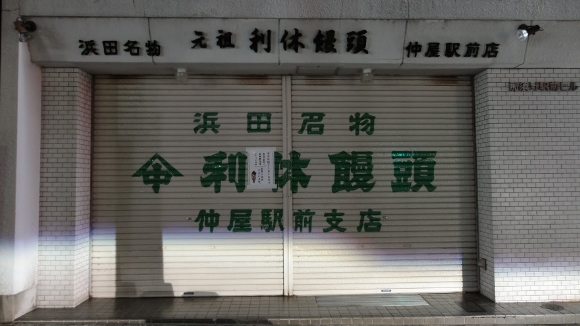 浜田名物 元祖 利休饅頭 仲屋駅前店
浜田名物
利休饅頭
仲屋駅前支店